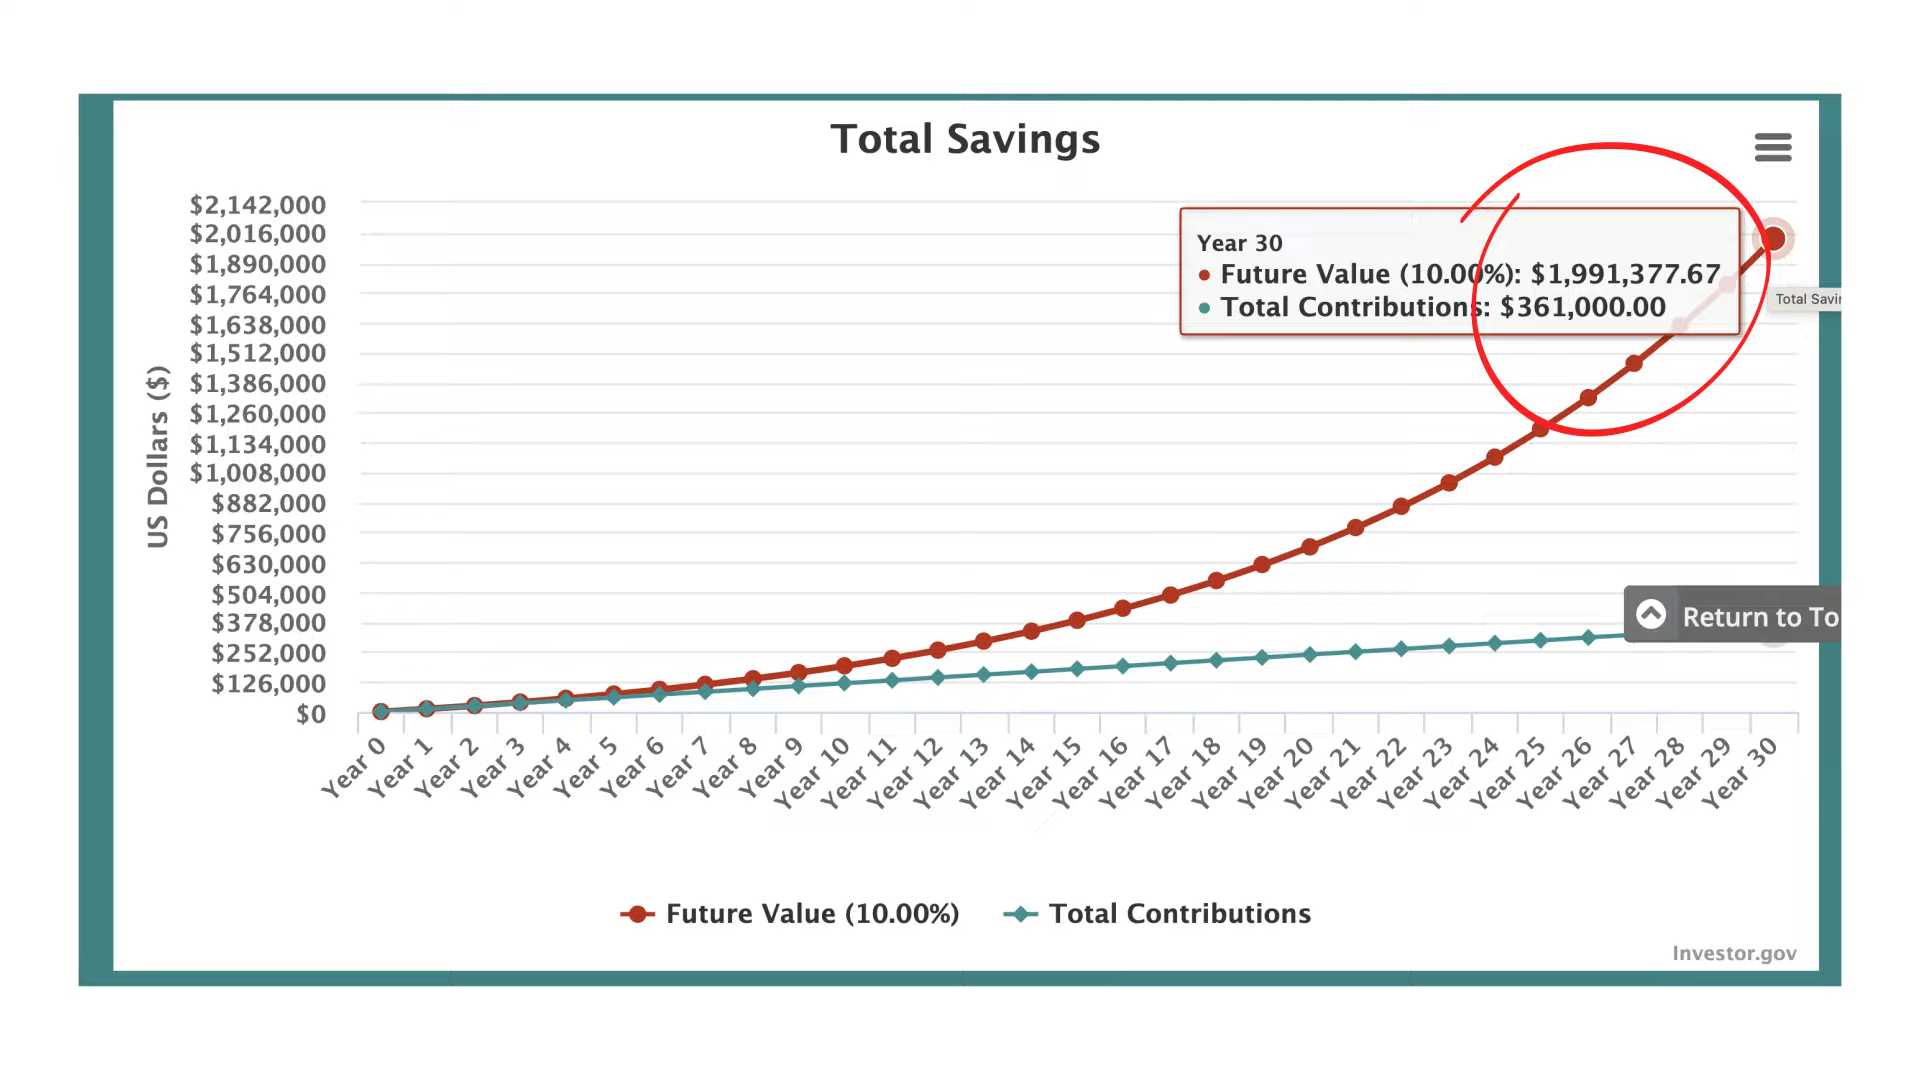 Total Savings
$2,142,000
$2,016,000
$1,890,000
$1,764,000
$1,638,000
$1,512,000
$1,386,000
$1,260,000
$1,134,000
$1,008,000
$882,000
$756,000
$630,000
$504,000
$378,000
$252,000
$126,000
$0
US Dollars ($)
Year 30
Future Value (10.00%): $1,991,377.67
Total Contributions: $361,000.00
Total Savin
Return to To
Year 0
Year 1
Year 2
Year 3
Year 4
Year 5
Year 6
Year 7
Year 8
Year 9
Year 10
Year 11
Year 12
Year 13
Year 14
Year 15
Year 16
Year 17
Year 18
Year 19
Year 20
Year 21
Year 22
Year 23
Year 24
Year 25
Year 26
Year 27
Year 28
Year 29
Year 30
Future Value (10.00%)
Total Contributions
Investor.gov